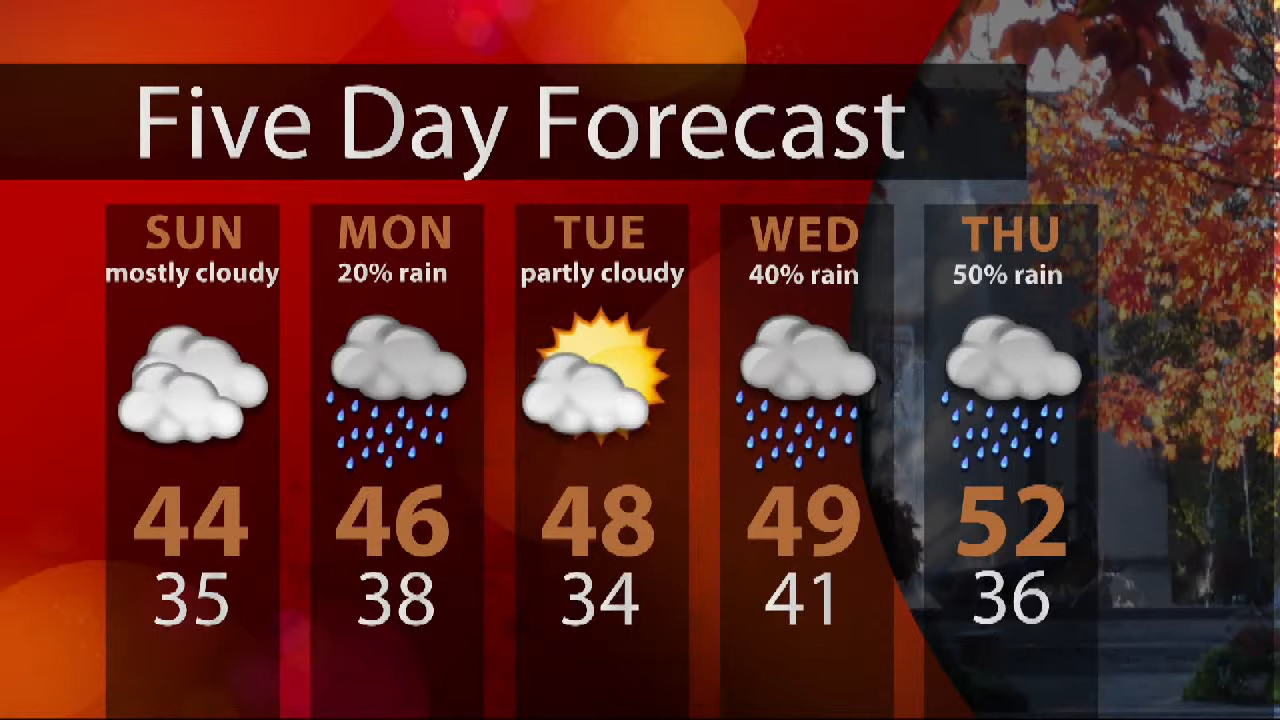 Five Day Forecast
SUN
mostly cloudy
44
35
MON
20% rain
46
38
TUE
partly cloudy
48
34
WED
40% rain
49
41
THU
50% rain
52
36